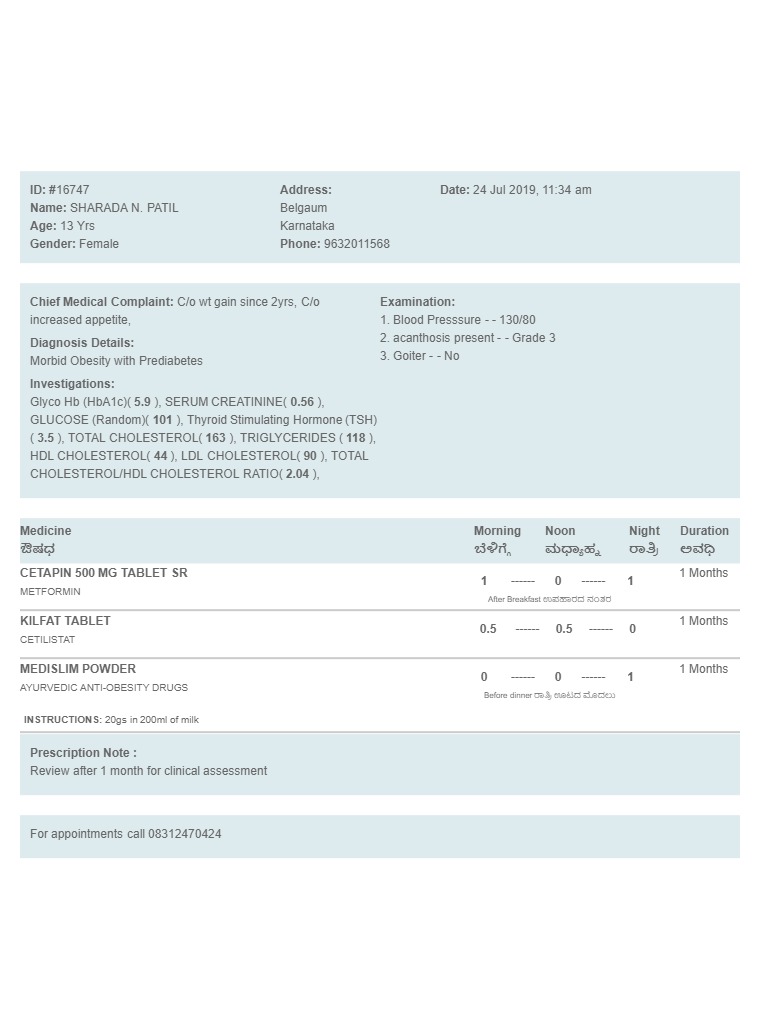 ID: #16747
Name: SHARADA N. PATIL
Age: 13 Yrs
Gender: Female
Address:
Belgaum
Karnataka
Phone: 9632011568
Date: 24 Jul 2019, 11:34 am
Chief Medical Complaint: C/o wt gain since 2yrs, C/o
increased appetite,
Diagnosis Details:
Morbid Obesity with Prediabetes
Investigations:
Glyco Hb (HbA1c)( 5.9 ), SERUM CREATININE( 0.56 ),
GLUCOSE (Random)( 101 ), Thyroid Stimulating Hormone (TSH)
( 3.5 ), TOTAL CHOLESTEROL( 163 ), TRIGLYCERIDES ( 118 ),
HDL CHOLESTEROL( 44 ), LDL CHOLESTEROL( 90 ), TOTAL
CHOLESTEROL/HDL CHOLESTEROL RATIO( 2.04 ),
Examination:
1. Blood Presssure - - 130/80
2. acanthosis present - - Grade 3
3. Goiter - - No
Medicine Morning Noon Night Duration
ಔಷಧ ಬೆಳಿಗ್ಗೆ ಮಧ್ಯಾಹ್ನ ರಾತ್ರಿ ಅವಧಿ
CETAPIN 500 MG TABLET SR 1 ------ 0 ------ 1 1 Months
METFORMIN After Breakfast ಉಪಹಾರದ ನಂತರ
KILFAT TABLET 0.5 ------ 0.5 ------ 0 1 Months
CETILISTAT
MEDISLIM POWDER 0 ------ 0 ------ 1 1 Months
AYURVEDIC ANTI-OBESITY DRUGS Before dinner ರಾತ್ರಿ ಊಟದ ಮೊದಲು
INSTRUCTIONS: 20gs in 200ml of milk
Prescription Note :
Review after 1 month for clinical assessment
For appointments call 08312470424